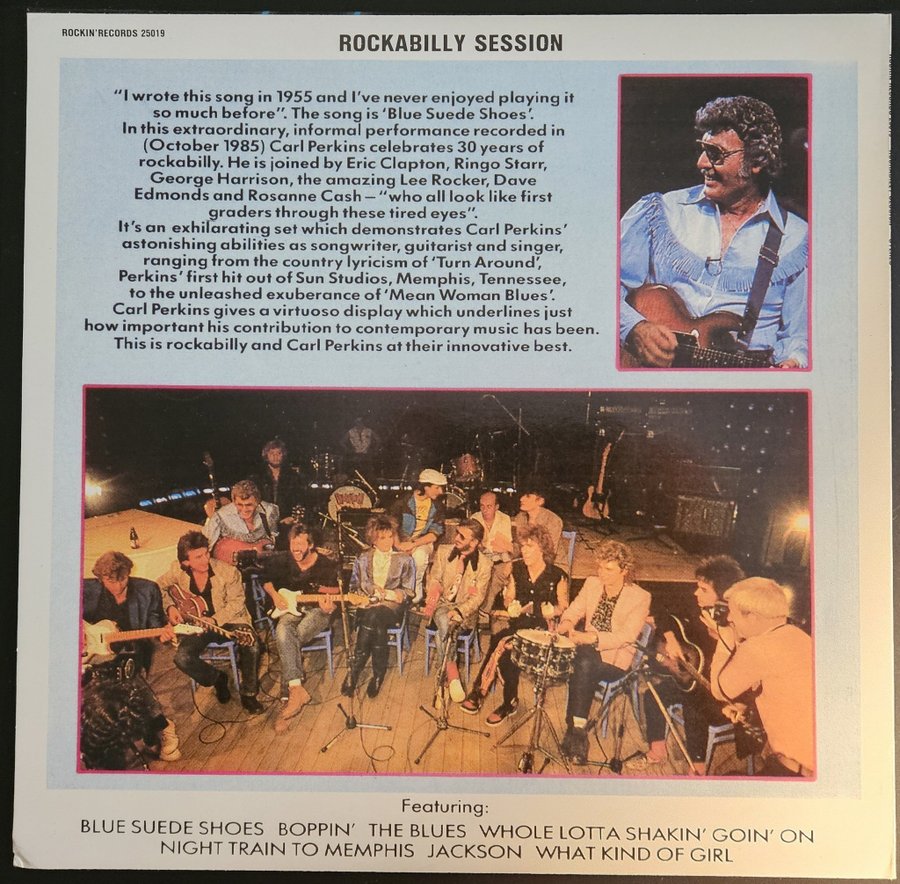 ROCKIN'RECORDS 25019
ROCKABILLY SESSION
“I wrote this song in 1955 and I've never enjoyed playing it
so much before”. The song is ‘Blue Suede Shoes’.
In this extraordinary, informal performance recorded in
(October 1985) Carl Perkins celebrates 30 years of
rockabilly. He is joined by Eric Clapton, Ringo Starr,
George Harrison, the amazing Lee Rocker, Dave
Edmonds and Rosanne Cash – “who all look like first
graders through these tired eyes”.
It's an exhilarating set which demonstrates Carl Perkins’
astonishing abilities as songwriter, guitarist and singer,
ranging from the country lyricism of ‘Turn Around’,
Perkins’ first hit out of Sun Studios, Memphis, Tennessee,
to the unleashed exuberance of ‘Mean Woman Blues’.
Carl Perkins gives a virtuoso display which underlines just
how important his contribution to contemporary music has been.
This is rockabilly and Carl Perkins at their innovative best.
Featuring:
BLUE SUEDE SHOES BOPPIN' THE BLUES WHOLE LOTTA SHAKIN' GOIN' ON
NIGHT TRAIN TO MEMPHIS JACKSON WHAT KIND OF GIRL